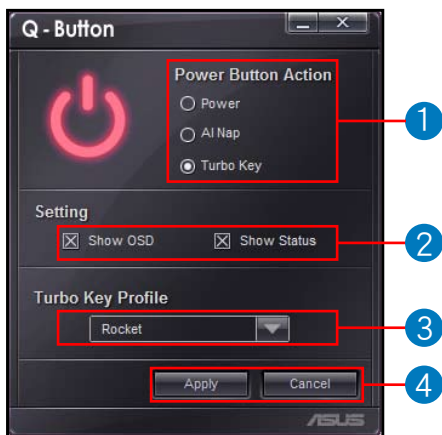 Q - Button
Power Button Action
Power
AI Nap
Turbo Key
1
Setting
Show OSD Show Status
2
Turbo Key Profile
Rocket
3
Apply Cancel
4
ASUS